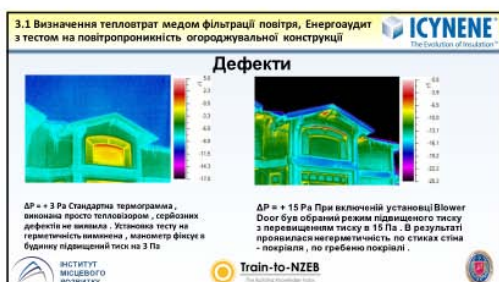 3.1 Визначення тепловтрат медом фільтрації повітря, Енергоаудит
з тестом на повітропроникність огороджувальної конструкції
ICYNENE
The Evolution of Insulation
Дефекти
ΔP = + 3 Pa Стандартна термограмма ,
виконана просто тепловізором , серйозних
дефектів не виявила . Установка тесту на
герметичність вимкнена , манометр фіксує в
будинку підвищений тиск на 3 Па
ΔP = + 15 Pa При включеній установці Blower
Door був обраний режим підвищеного тиску
з перевищенням тиску в 15 Па . В результаті
проявилася негерметичність по стиках стіна
- покрівля , по гребеню покрівлі .
ІНСТИТУТ
МІСЦЕВОГО
РОЗВИТКУ
Train-to-NZEB